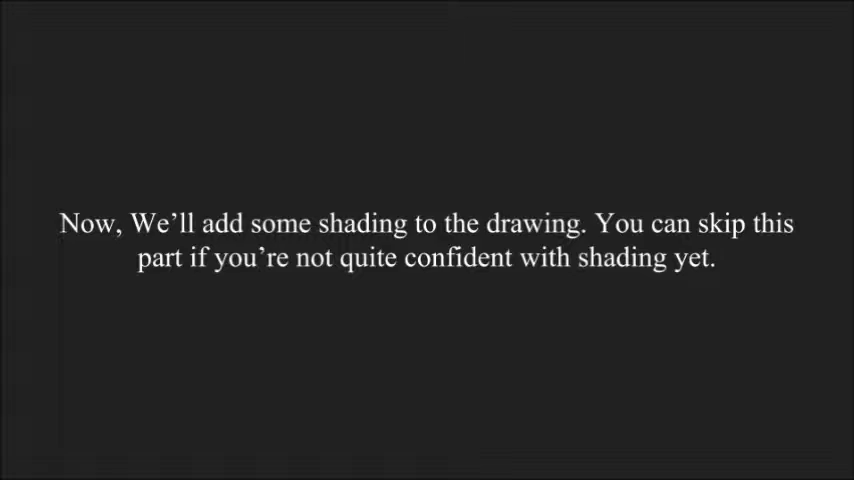 Now, We’ll add some shading to the drawing. You can skip this
part if you’re not quite confident with shading yet.